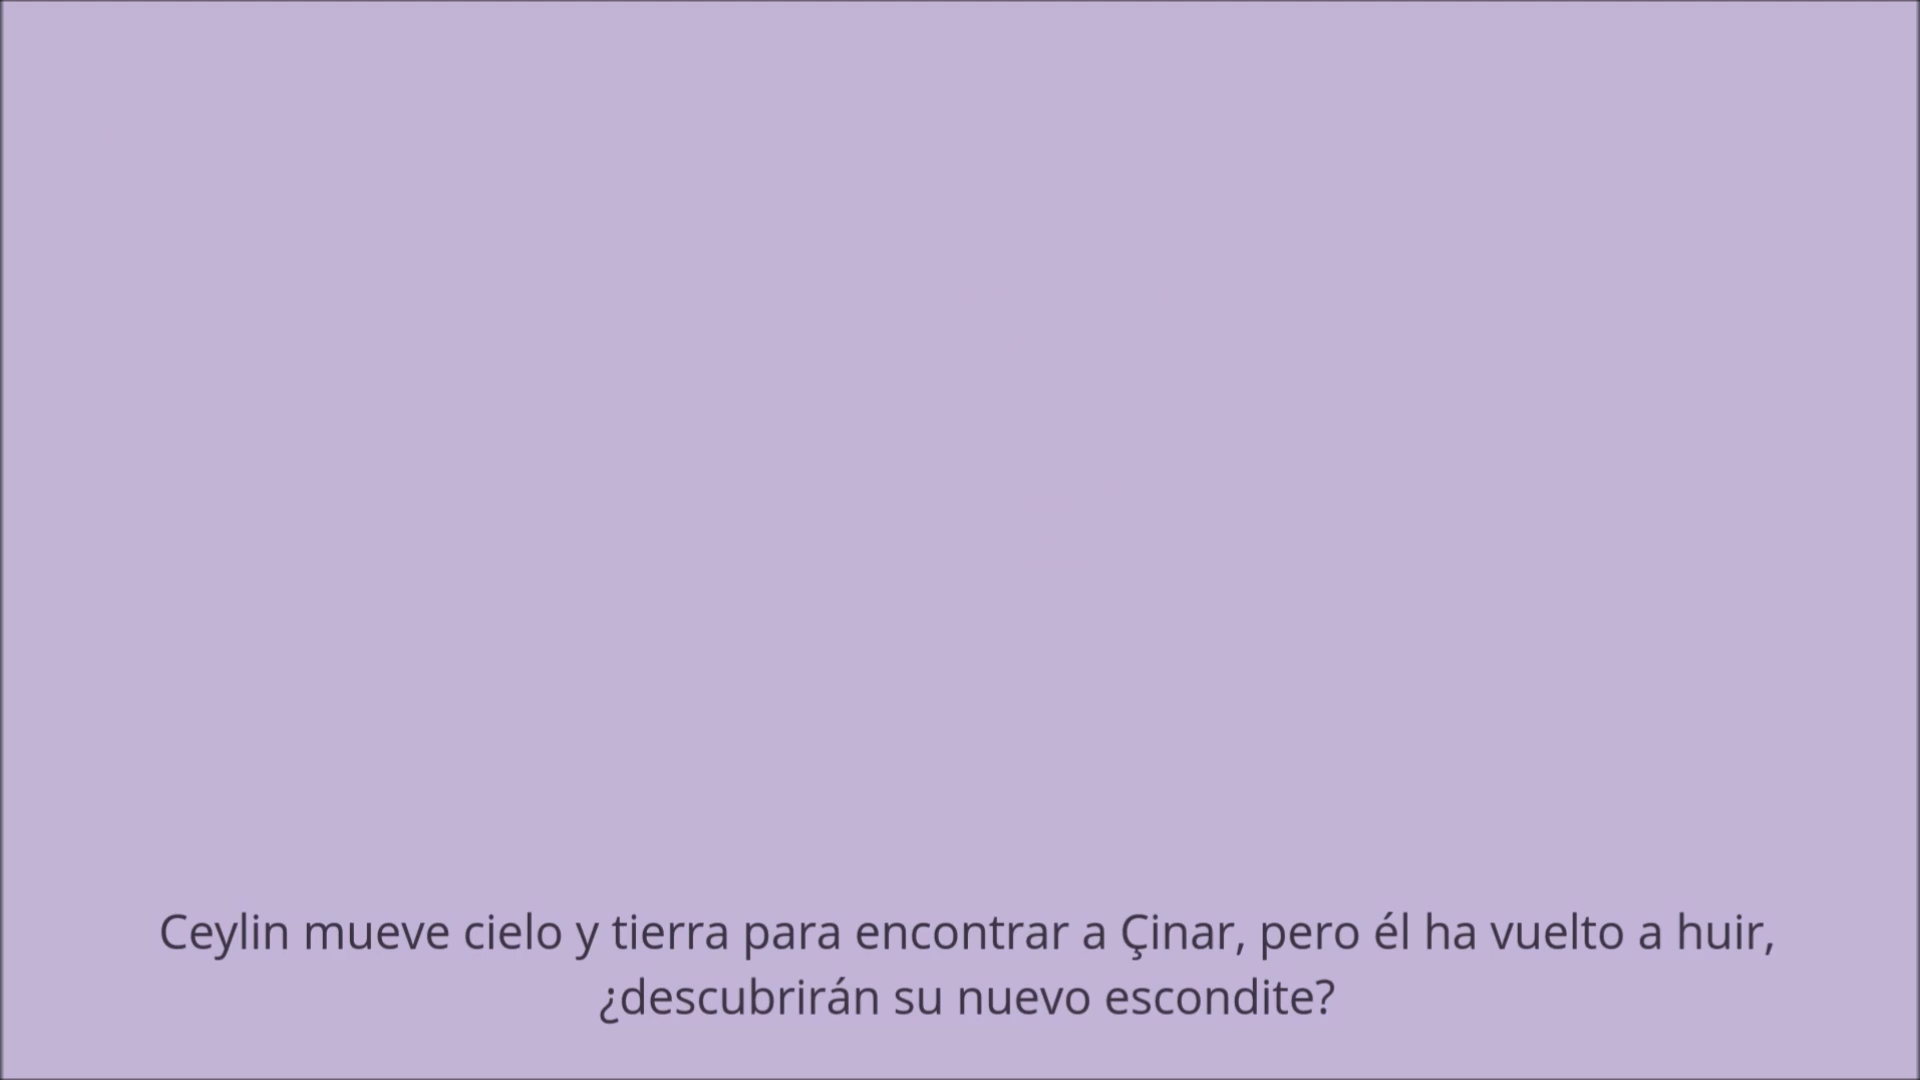 Ceylin mueve cielo y tierra para encontrar a Çinar, pero él ha vuelto a huir,
¿descubrirán su nuevo escondite?